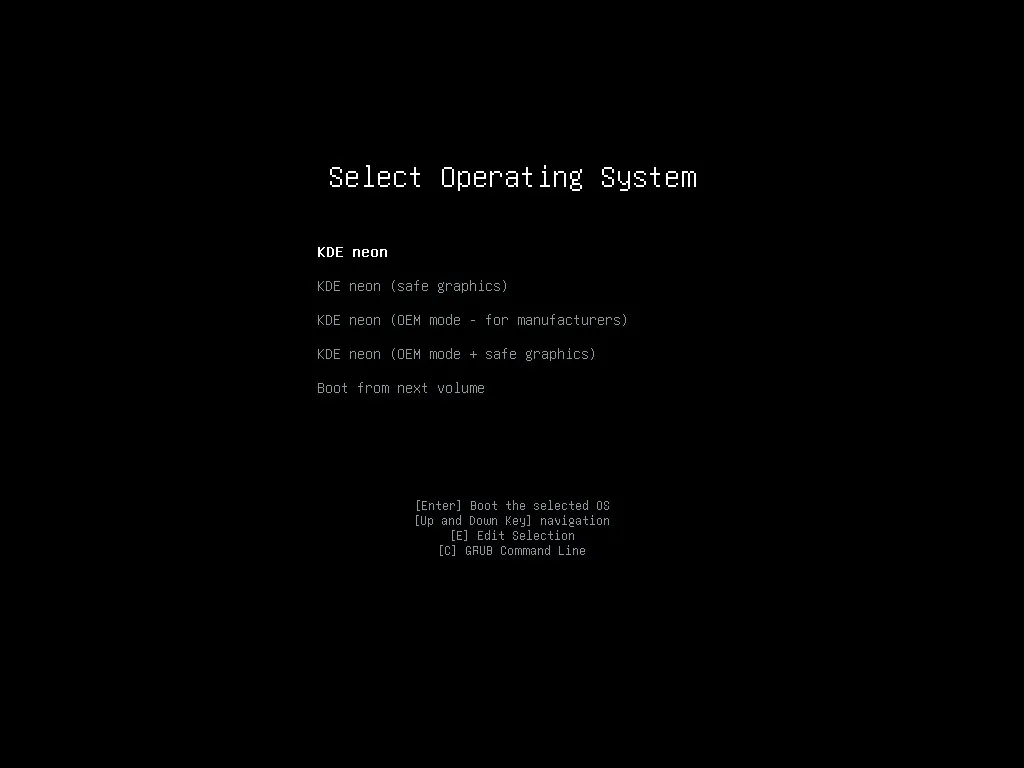 Select Operating System
KDE neon
KDE neon (safe graphics)
KDE neon (OEM mode - for manufacturers)
KDE neon (OEM mode + safe graphics)
Boot from next volume
[Enter] Boot the selected OS
[Up and Down Key] navigation
[E] Edit Selection
[C] GRUB Command Line